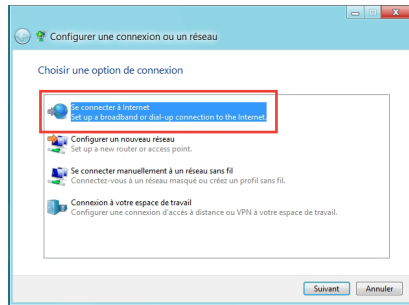 Configurer une connexion ou un réseau
Choisir une option de connexion
Se connecter à Internet
Set up a broadband or dial-up connection to the Internet.
Configurer un nouveau réseau
Set up a new router or access point.
Se connecter manuellement à un réseau sans fil
Connectez-vous à un réseau masqué ou créez un profil sans fil.
Connexion à votre espace de travail
Configurer une connexion d'accès à distance ou VPN à votre espace de travail.
Suivant Annuler